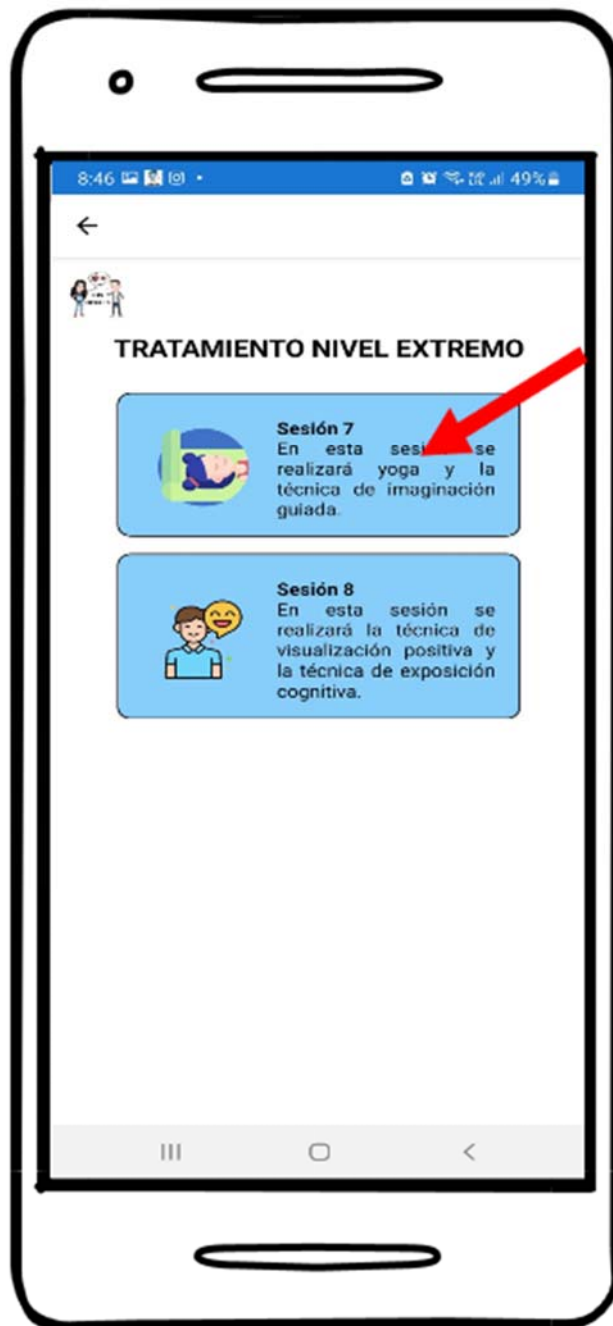 8:46
49%
TRATAMIENTO NIVEL EXTREMO
Sesión 7
En esta sesión se
realizará yoga y la
técnica de imaginación
guiada.
Sesión 8
En esta sesión se
realizará la técnica de
visualización positiva y
la técnica de exposición
cognitiva.